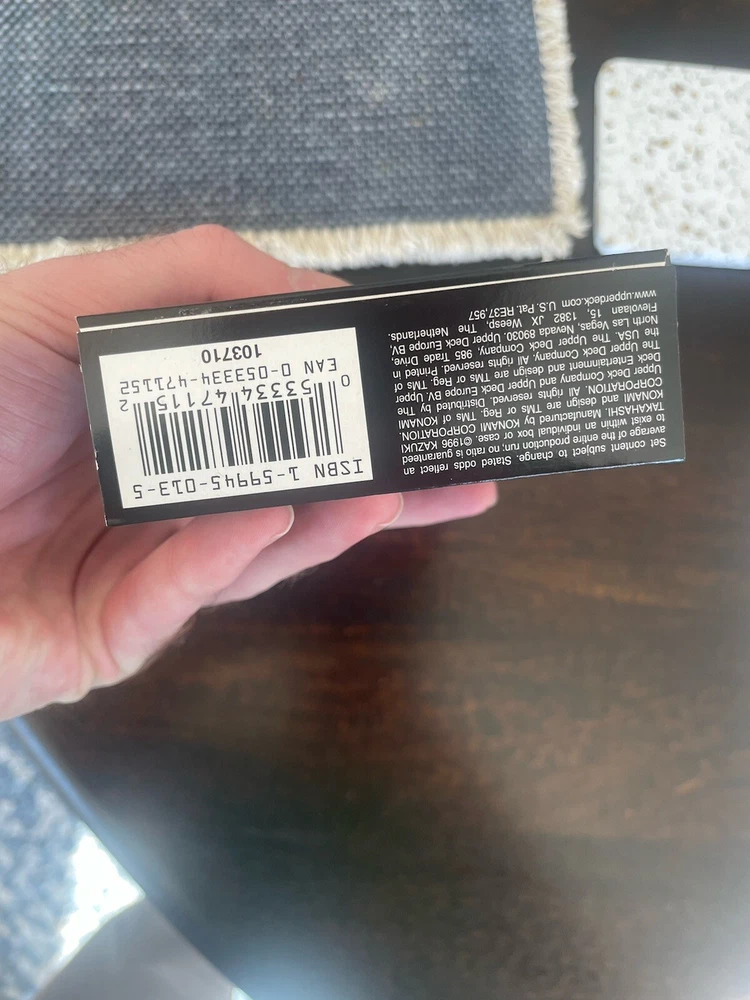 ISBN 1-59945-013-5
0 53334 47115 2
EAN 0-053334-471152
103710
Set content subject to change. Stated odds reflect an
average of the entire production run; no ratio is guaranteed
to exist within an individual box or case. ©1996 KAZUKI
TAKAHASHI. Manufactured by KONAMI CORPORATION.
KONAMI and design are TMs or Reg. TMs of KONAMI
CORPORATION. All rights reserved. Distributed by The
Upper Deck Company and Upper Deck Europe BV. Upper
Deck Entertainment and design are TMs or Reg. TMs of
The Upper Deck Company. All rights reserved. Printed in
the USA. The Upper Deck Company, 985 Trade Drive,
North Las Vegas, Nevada 89030. Upper Deck Europe BV,
Flevolaan 15, 1382 JX Weesp, The Netherlands.
www.upperdeck.com U.S. Pat. RE37,957